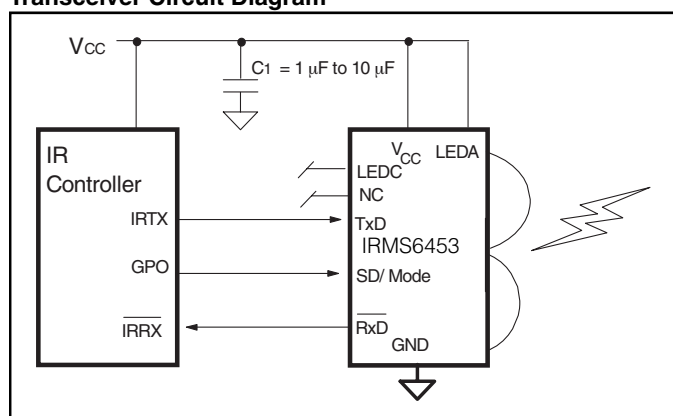 Transceiver Circuit Diagram
VCC
C1 = 1 μF to 10 μF
IR
Controller
VCC
LEDA
LEDC
NC
IRTX
TxD
IRMS6453
GPO
SD/ Mode
IRRX
RxD
GND